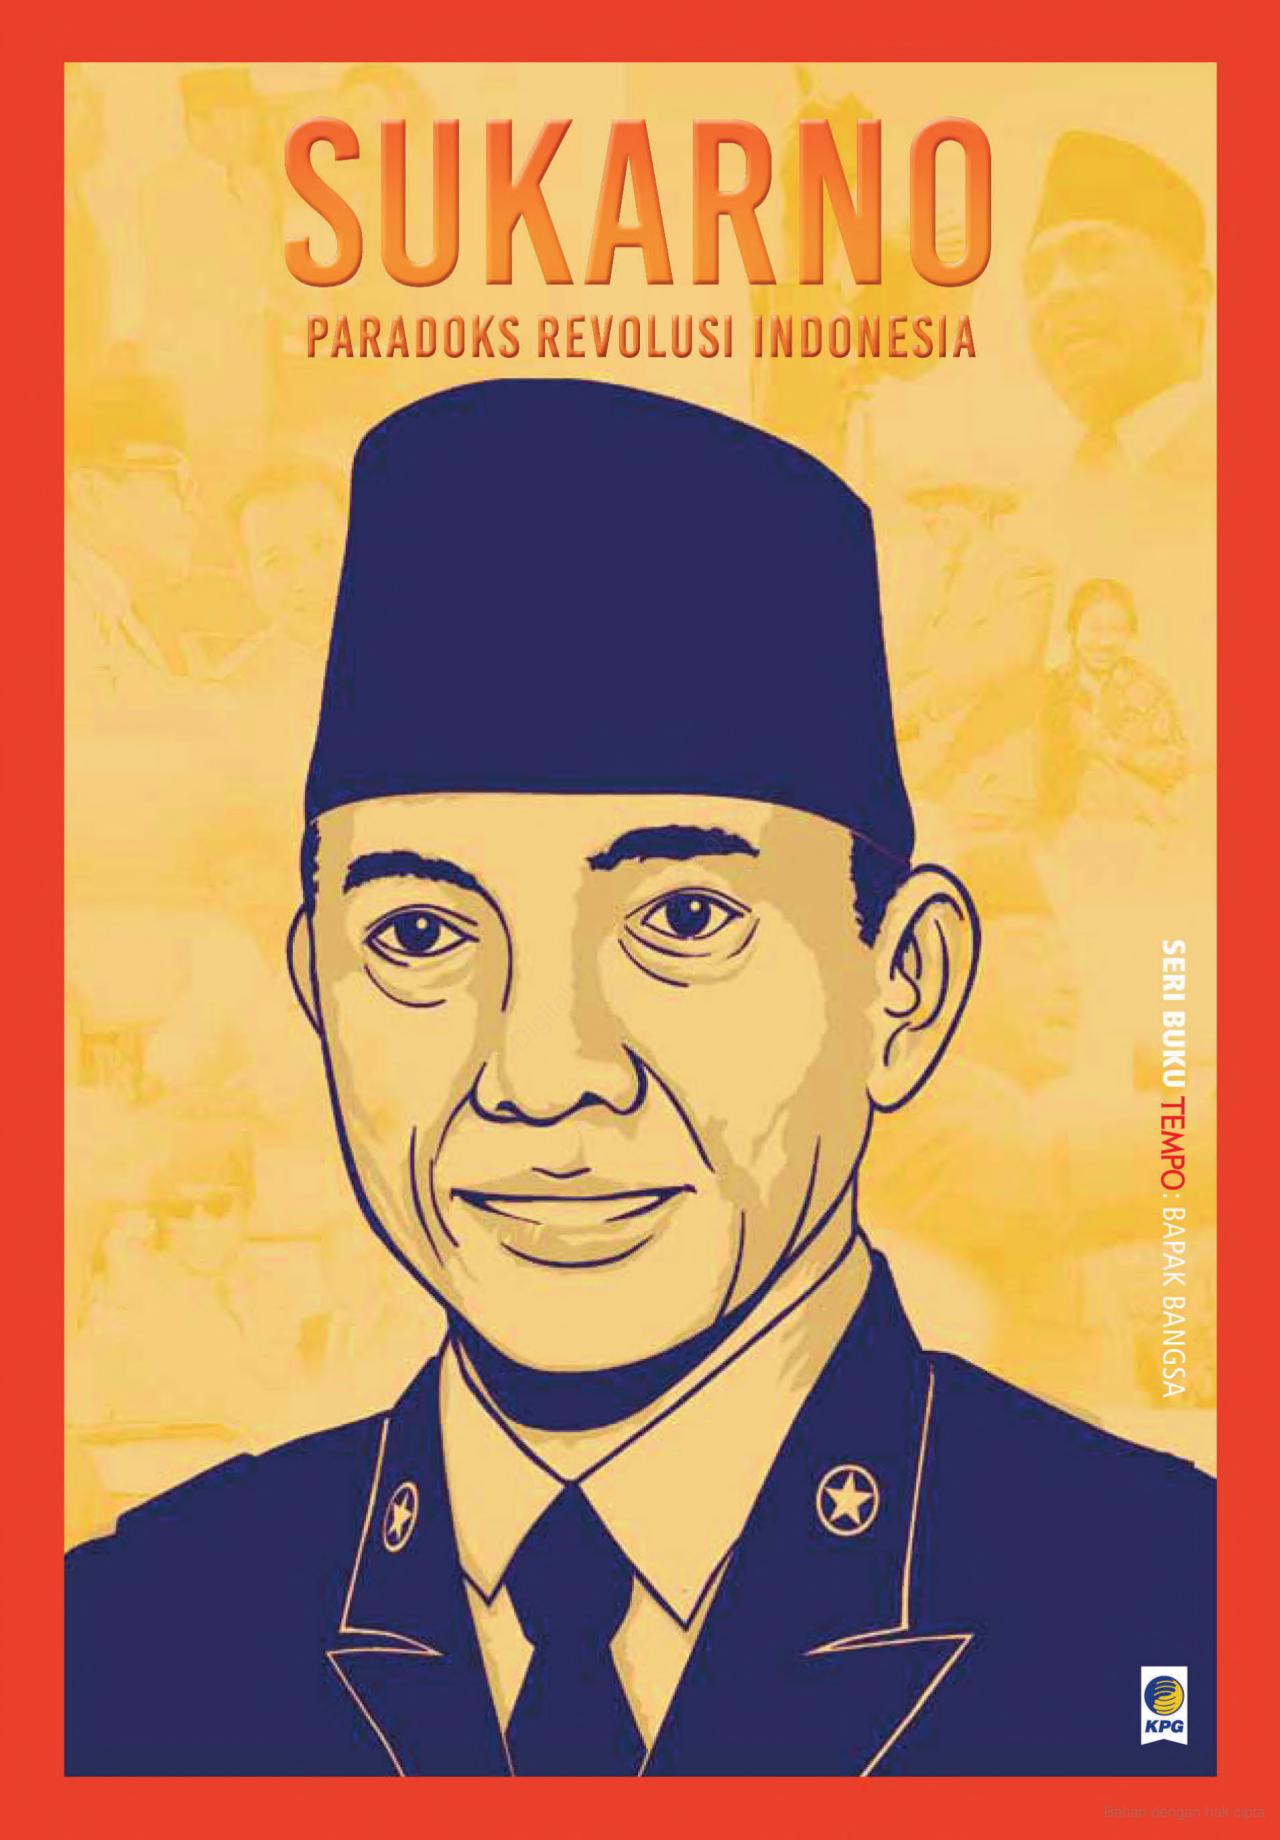 SUKARNO
PARADOKS REVOLUSI INDONESIA
SERI BUKU TEMPO: BAPAK BANGSA
KPG
Bahan dengan hak cipta